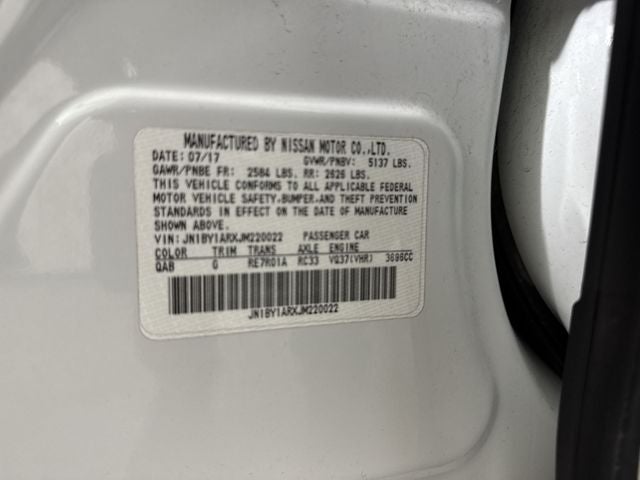 MANUFACTURED BY NISSAN MOTOR CO.,LTD.
DATE: 07/17 GVWR/PNBV: 5137 LBS.
GAWR/PNBE FR: 2584 LBS. RR: 2626 LBS.
THIS VEHICLE CONFORMS TO ALL APPLICABLE FEDERAL
MOTOR VEHICLE SAFETY,BUMPER,AND THEFT PREVENTION
STANDARDS IN EFFECT ON THE DATE OF MANUFACTURE
SHOWN ABOVE.
VIN: JN1BY1ARXJM220022 PASSENGER CAR
COLOR TRIM TRANS AXLE ENGINE
QAB G RE7R01A RC33 VQ37(VHR) 3696CC
JN1BY1ARXJM220022